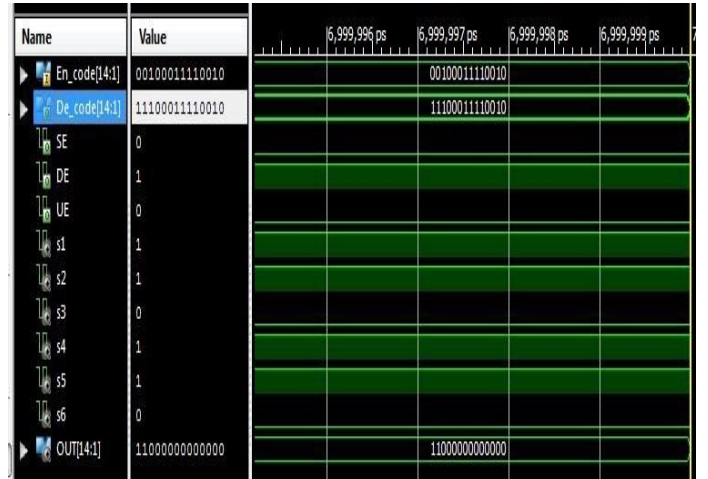 Name Value 6,999,996 ps 6,999,997 ps 6,999,998 ps 6,999,999 ps 7
En_code[14:1] 00100011110010 00100011110010
De_code[14:1] 11100011110010 11100011110010
SE 0
DE 1
UE 0
s1 1
s2 1
s3 0
s4 1
s5 1
s6 0
OUT[14:1] 11000000000000 11000000000000